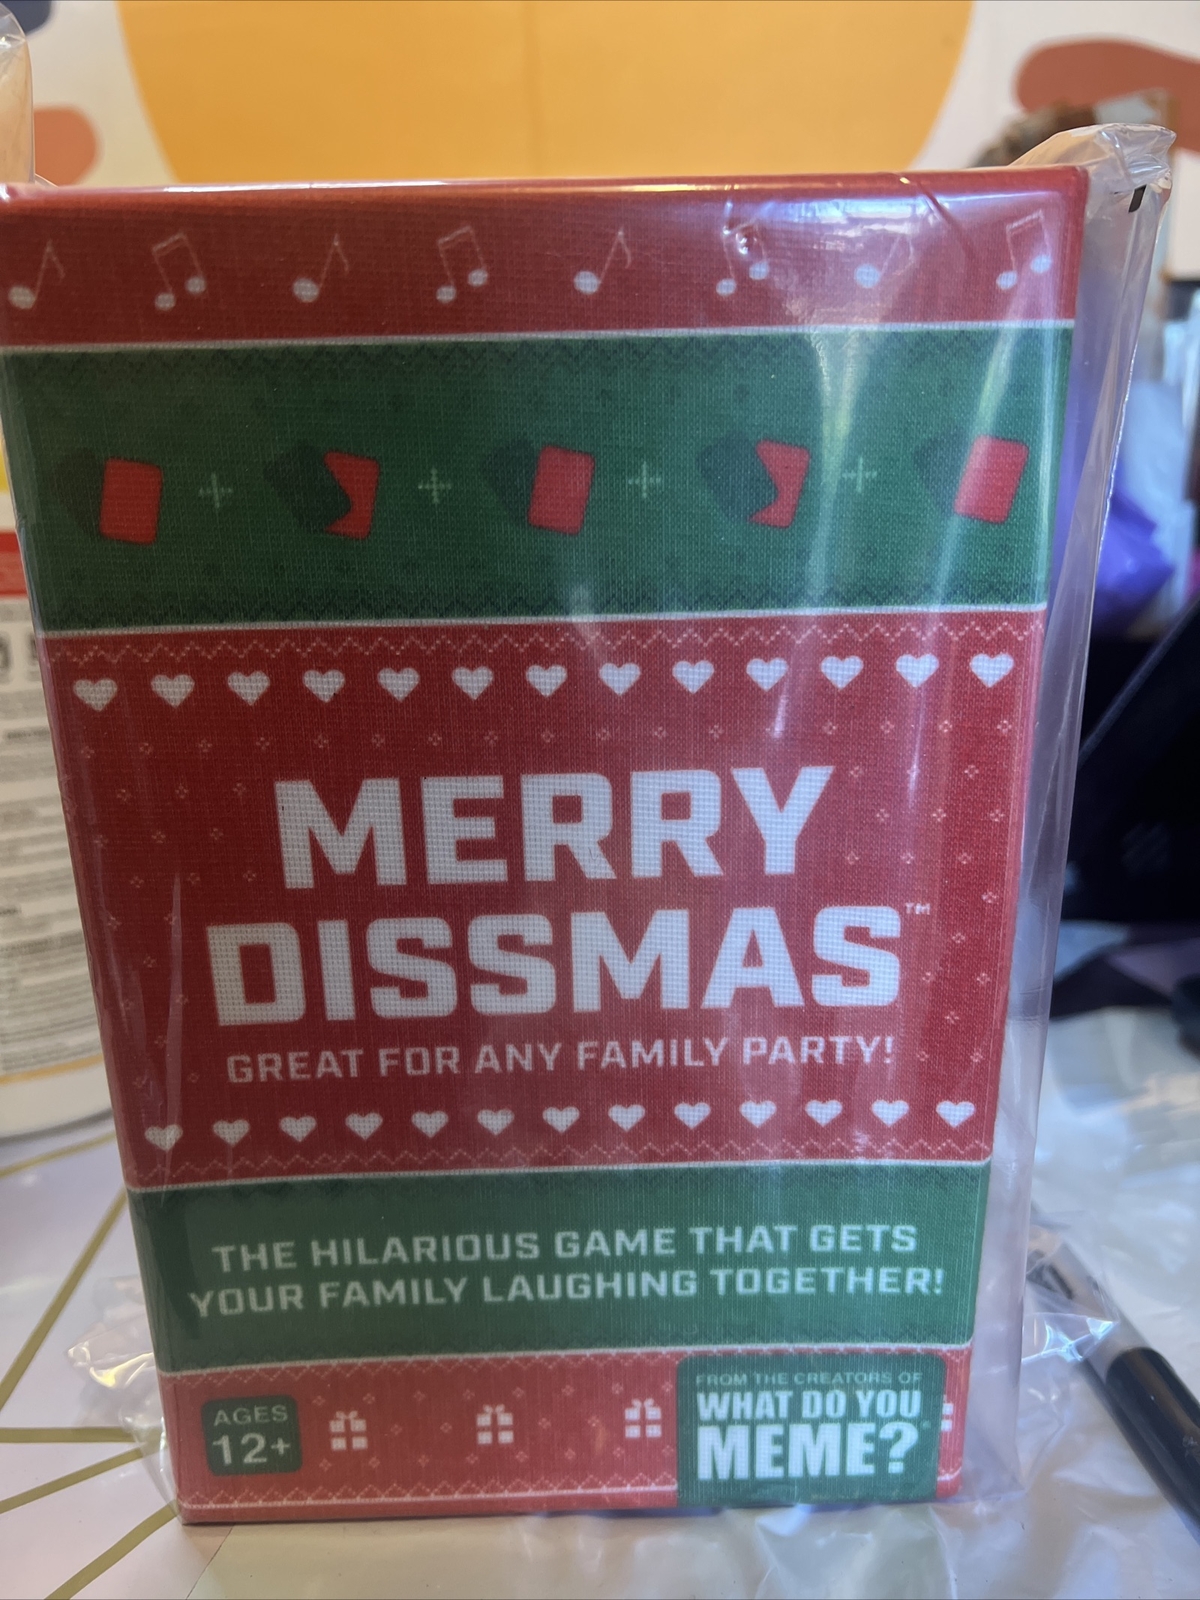 MERRY
DISSMAS™
GREAT FOR ANY FAMILY PARTY!
THE HILARIOUS GAME THAT GETS
YOUR FAMILY LAUGHING TOGETHER!
AGES
12+
FROM THE CREATORS OF
WHAT DO YOU
MEME?